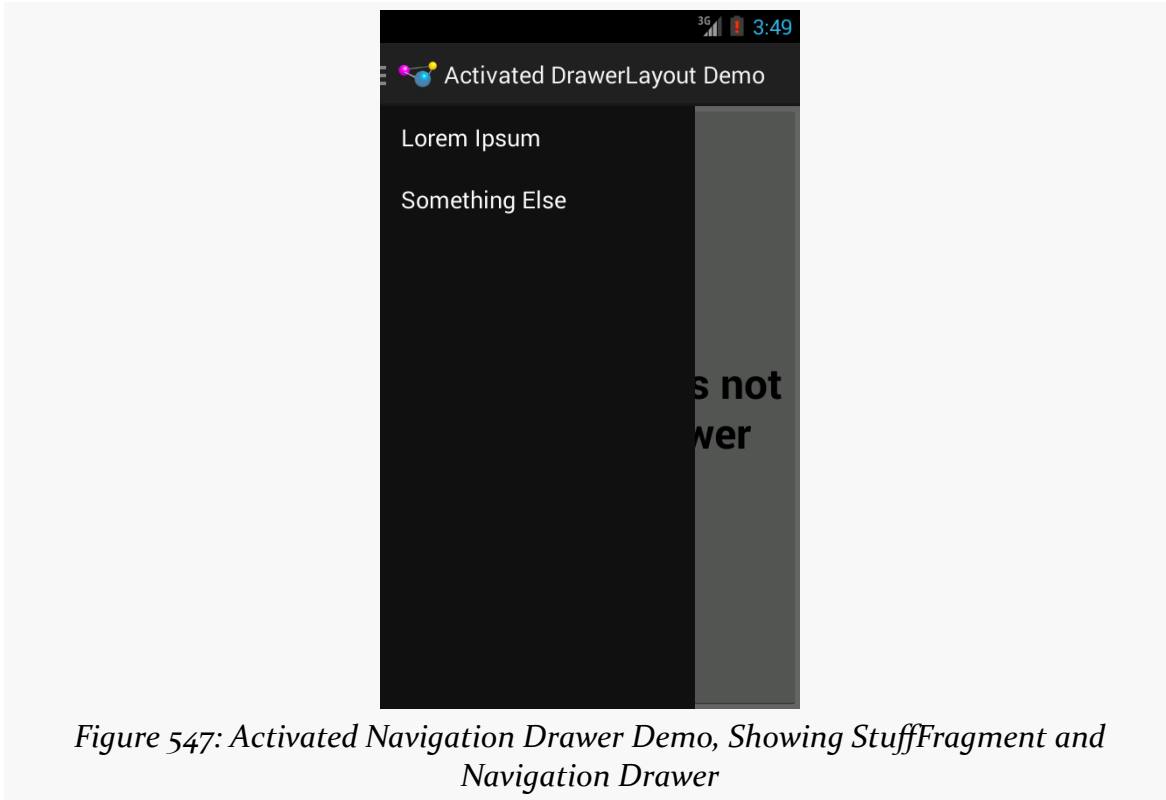 3G 3:49
Activated DrawerLayout Demo
Lorem Ipsum
Something Else
s not
wer
Figure 547: Activated Navigation Drawer Demo, Showing StuffFragment and
Navigation Drawer